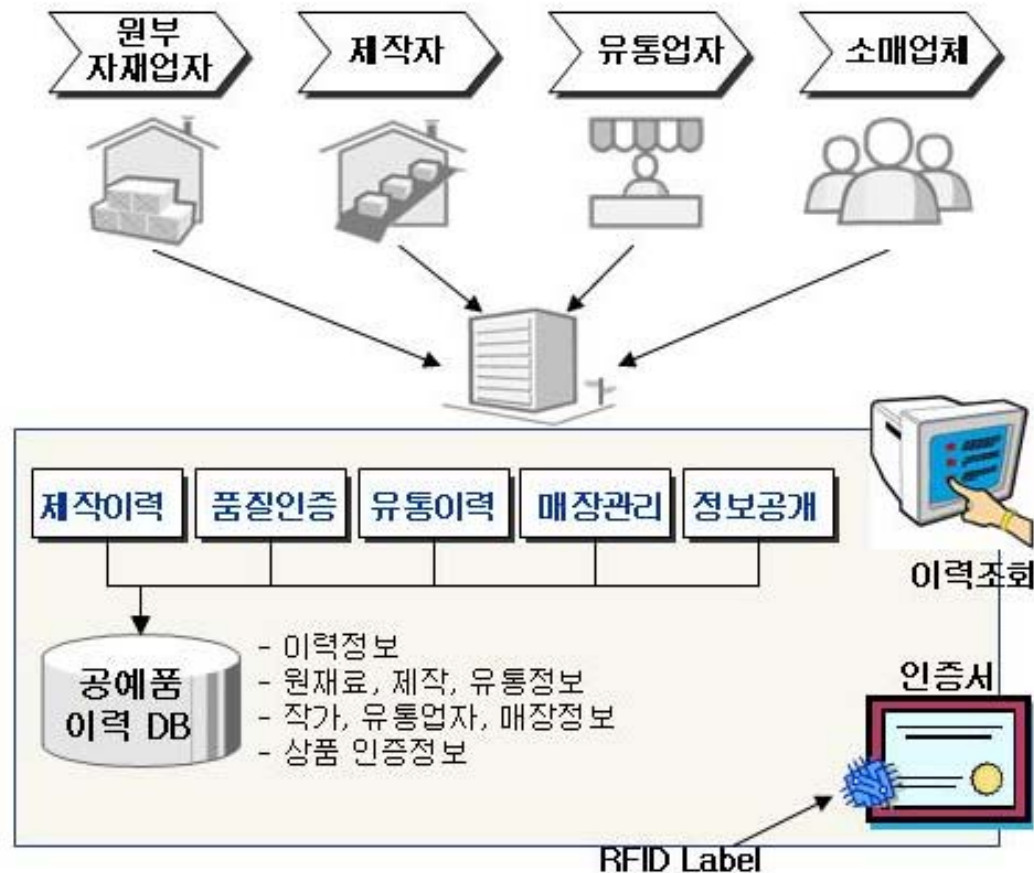 원부
자재업자
제작자
유통업자
소매업체
제작이력
품질인증
유통이력
매장관리
정보공개
이력조회
공예품
이력 DB
- 이력정보
- 원재료, 제작, 유통정보
- 작가, 유통업자, 매장정보
- 상품 인증정보
인증서
RFID Label